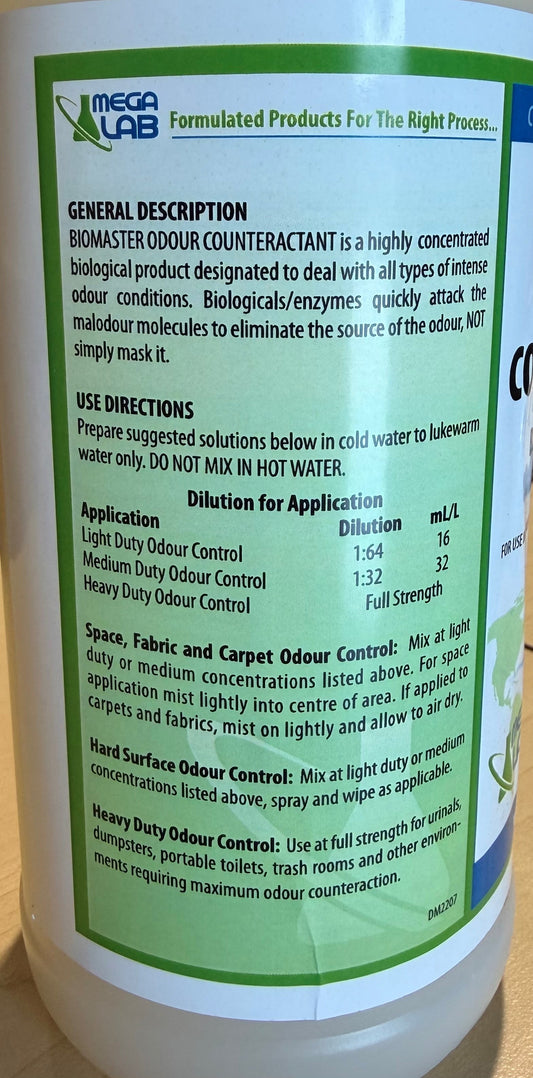 MEGA
LAB
Formulated Products For The Right Process...
GENERAL DESCRIPTION
BIOMASTER ODOUR COUNTERACTANT is a highly concentrated
biological product designated to deal with all types of intense
odour conditions. Biologicals/enzymes quickly attack the
malodour molecules to eliminate the source of the odour, NOT
simply mask it.
USE DIRECTIONS
Prepare suggested solutions below in cold water to lukewarm
water only. DO NOT MIX IN HOT WATER.
Dilution for Application
Application Dilution mL/L
Light Duty Odour Control 1:64 16
Medium Duty Odour Control 1:32 32
Heavy Duty Odour Control Full Strength
Space, Fabric and Carpet Odour Control: Mix at light
duty or medium concentrations listed above. For space
application mist lightly into centre of area. If applied to
carpets and fabrics, mist on lightly and allow to air dry.
Hard Surface Odour Control: Mix at light duty or medium
concentrations listed above, spray and wipe as applicable.
Heavy Duty Odour Control: Use at full strength for urinals,
dumpsters, portable toilets, trash rooms and other environ-
ments requiring maximum odour counteraction.
DM2207
CO
FOR USE